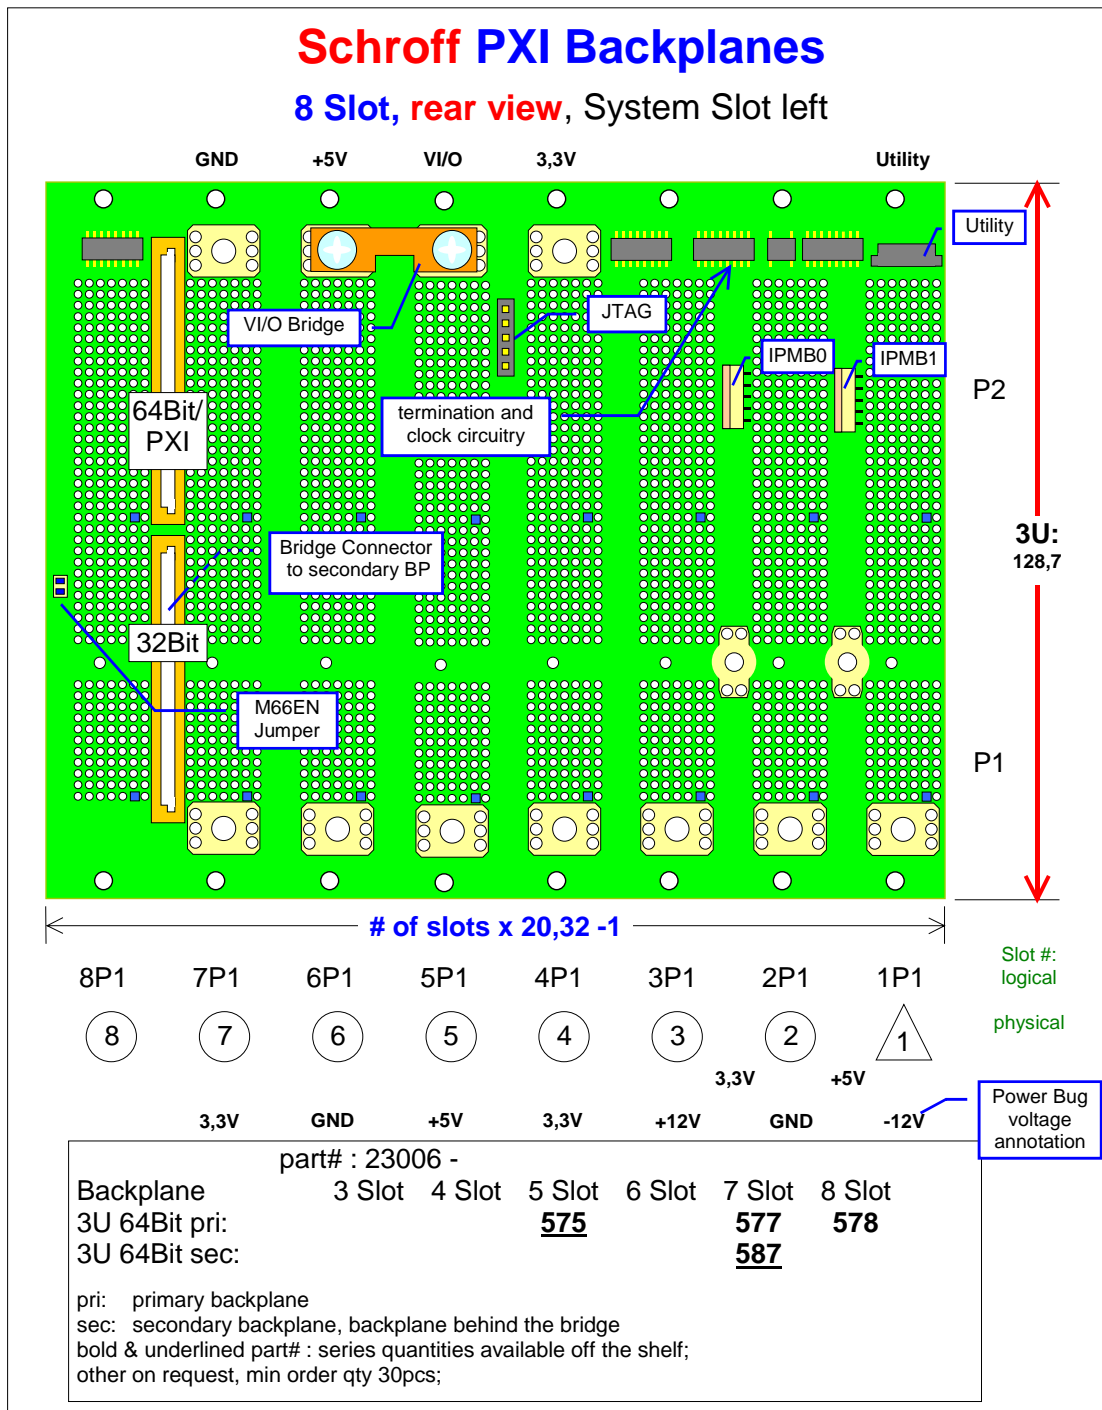 Schroff PXI Backplanes
8 Slot, rear view, System Slot left
GND +5V VI/O 3,3V Utility
Utility
VI/O Bridge
JTAG
IPMB0
IPMB1
64Bit/
PXI
termination and
clock circuitry
P2
3U:
128,7
Bridge Connector
to secondary BP
32Bit
M66EN
Jumper
P1
# of slots x 20,32 -1
Slot #:
logical
8P1 7P1 6P1 5P1 4P1 3P1 2P1 1P1
physical
8 7 6 5 4 3 2 1
3,3V +5V
3,3V GND +5V 3,3V +12V GND -12V
Power Bug
voltage
annotation
part# : 23006 -
Backplane 3 Slot 4 Slot 5 Slot 6 Slot 7 Slot 8 Slot
3U 64Bit pri: 575 577 578
3U 64Bit sec: 587
pri: primary backplane
sec: secondary backplane, backplane behind the bridge
bold & underlined part# : series quantities available off the shelf;
other on request, min order qty 30pcs;